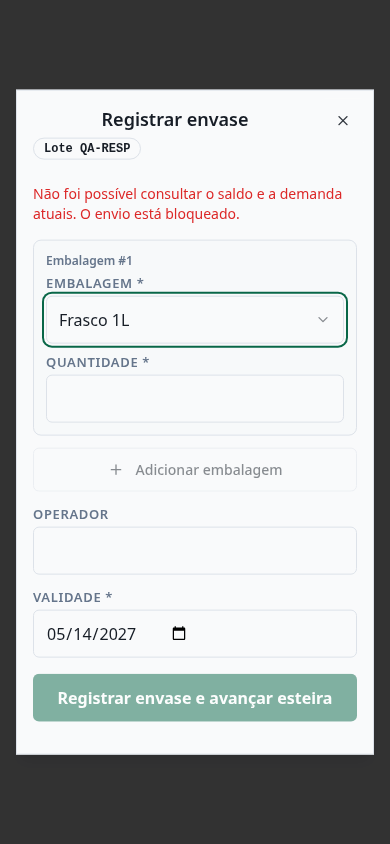 Registrar envase
Lote QA-RESP
Não foi possível consultar o saldo e a demanda
atuais. O envio está bloqueado.
Embalagem #1
EMBALAGEM *
Frasco 1L
QUANTIDADE *
Adicionar embalagem
OPERADOR
VALIDADE *
05/14/2027
Registrar envase e avançar esteira